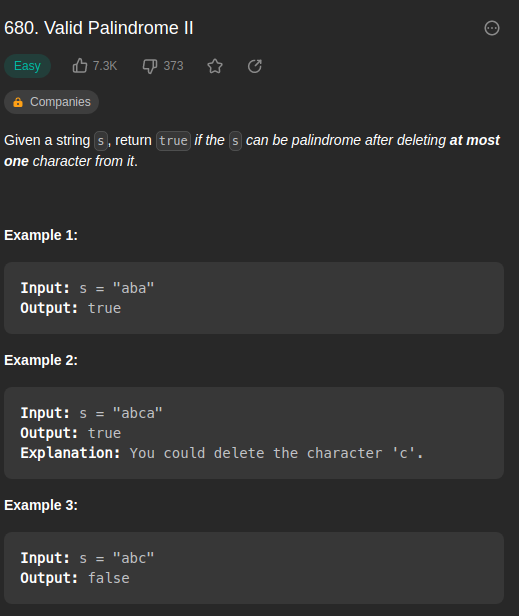 680. Valid Palindrome II
Easy 7.3K 373
Companies
Given a string s, return true if the s can be palindrome after deleting at most
one character from it.
Example 1:
Input: s = "aba"
Output: true
Example 2:
Input: s = "abca"
Output: true
Explanation: You could delete the character 'c'.
Example 3:
Input: s = "abc"
Output: false